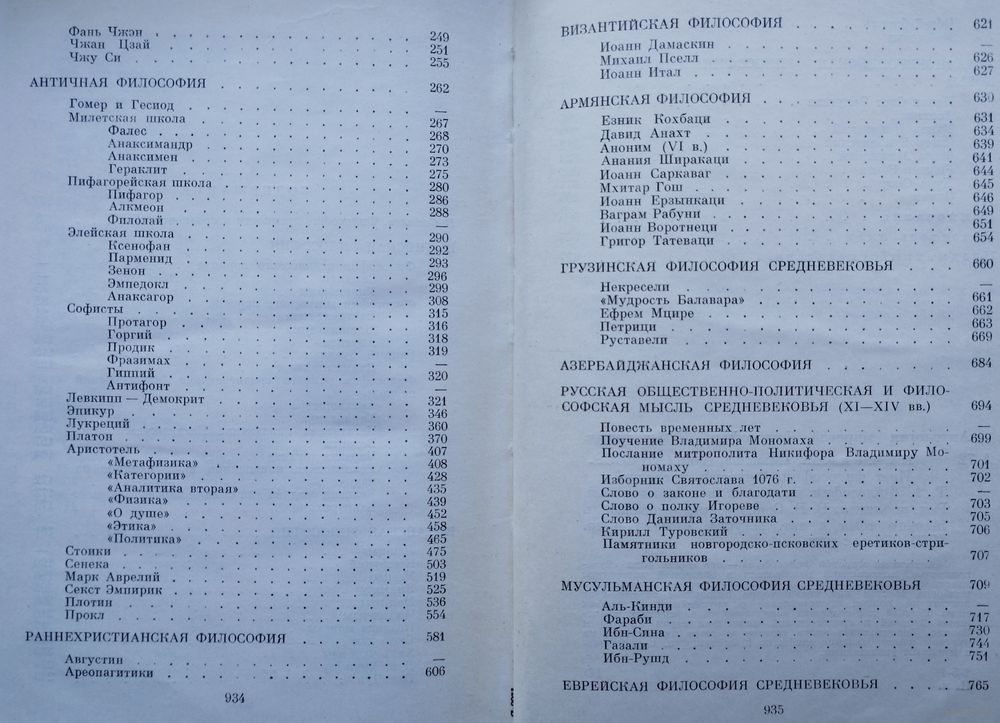 Фань Чжэн . . . 249
Чжан Цзай . . . 251
Чжу Си . . . 255
АНТИЧНАЯ ФИЛОСОФИЯ . . . 262
Гомер и Гесиод . . . —
Милетская школа . . . 267
Фалес . . . 268
Анаксимандр . . . 270
Анаксимен . . . 273
Гераклит . . . 275
Пифагорейская школа . . . 280
Пифагор . . . 286
Алкмеон . . . 288
Филолай . . . —
Элейская школа . . . 290
Ксенофан . . . 292
Парменид . . . 293
Зенон . . . 296
Эмпедокл . . . 299
Анаксагор . . . 308
Софисты . . . 315
Протагор . . . 316
Горгий . . . 318
Продик . . . 319
Фразимах . . . —
Гиппий . . . 320
Антифонт . . . —
Левкипп — Демокрит . . . 321
Эпикур . . . 346
Лукреций . . . 360
Платон . . . 370
Аристотель . . . 407
«Метафизика» . . . 408
«Категории» . . . 428
«Аналитика вторая» . . . 435
«Физика» . . . 439
«О душе» . . . 452
«Этика» . . . 458
«Политика» . . . 465
Стоики . . . 475
Сенека . . . 503
Марк Аврелий . . . 519
Секст Эмпирик . . . 525
Плотин . . . 536
Прокл . . . 554
РАННЕХРИСТИАНСКАЯ ФИЛОСОФИЯ . . . 581
Августин . . . —
Ареопагитики . . . 606
934
ВИЗАНТИЙСКАЯ ФИЛОСОФИЯ . . . 621
Иоанн Дамаскин . . . —
Михаил Пселл . . . 626
Иоанн Итал . . . 627
АРМЯНСКАЯ ФИЛОСОФИЯ . . . 630
Езник Кохбаци . . . 631
Давид Анахт . . . 634
Аноним (VI в.) . . . 639
Анания Ширакаци . . . 641
Иоанн Саркаваг . . . 644
Мхитар Гош . . . 645
Иоанн Ерзынкаци . . . 646
Ваграм Рабуни . . . 649
Иоанн Воротнеци . . . 651
Григор Татеваци . . . 654
ГРУЗИНСКАЯ ФИЛОСОФИЯ СРЕДНЕВЕКОВЬЯ . . . 660
Некресели . . . —
«Мудрость Балавара» . . . 661
Ефрем Мцире . . . 662
Петрици . . . 663
Руставели . . . 669
АЗЕРБАЙДЖАНСКАЯ ФИЛОСОФИЯ . . . 684
РУССКАЯ ОБЩЕСТВЕННО-ПОЛИТИЧЕСКАЯ И ФИЛО-
СОФСКАЯ МЫСЛЬ СРЕДНЕВЕКОВЬЯ (XI—XIV вв.) 694
Повесть временных лет . . . —
Поучение Владимира Мономаха . . . 699
Послание митрополита Никифора Владимиру Мо-
номаху . . . 701
Изборник Святослава 1076 г. . . . 702
Слово о законе и благодати . . . —
Слово о полку Игореве . . . 703
Слово Даниила Заточника . . . 705
Кирилл Туровский . . . 706
Памятники новгородско-псковских еретиков-стри-
гольников . . . 707
МУСУЛЬМАНСКАЯ ФИЛОСОФИЯ СРЕДНЕВЕКОВЬЯ 709
Аль-Кинди . . . —
Фараби . . . 717
Ибн-Сина . . . 730
Газали . . . 744
Ибн-Рушд . . . 751
ЕВРЕЙСКАЯ ФИЛОСОФИЯ СРЕДНЕВЕКОВЬЯ . . . 765
935